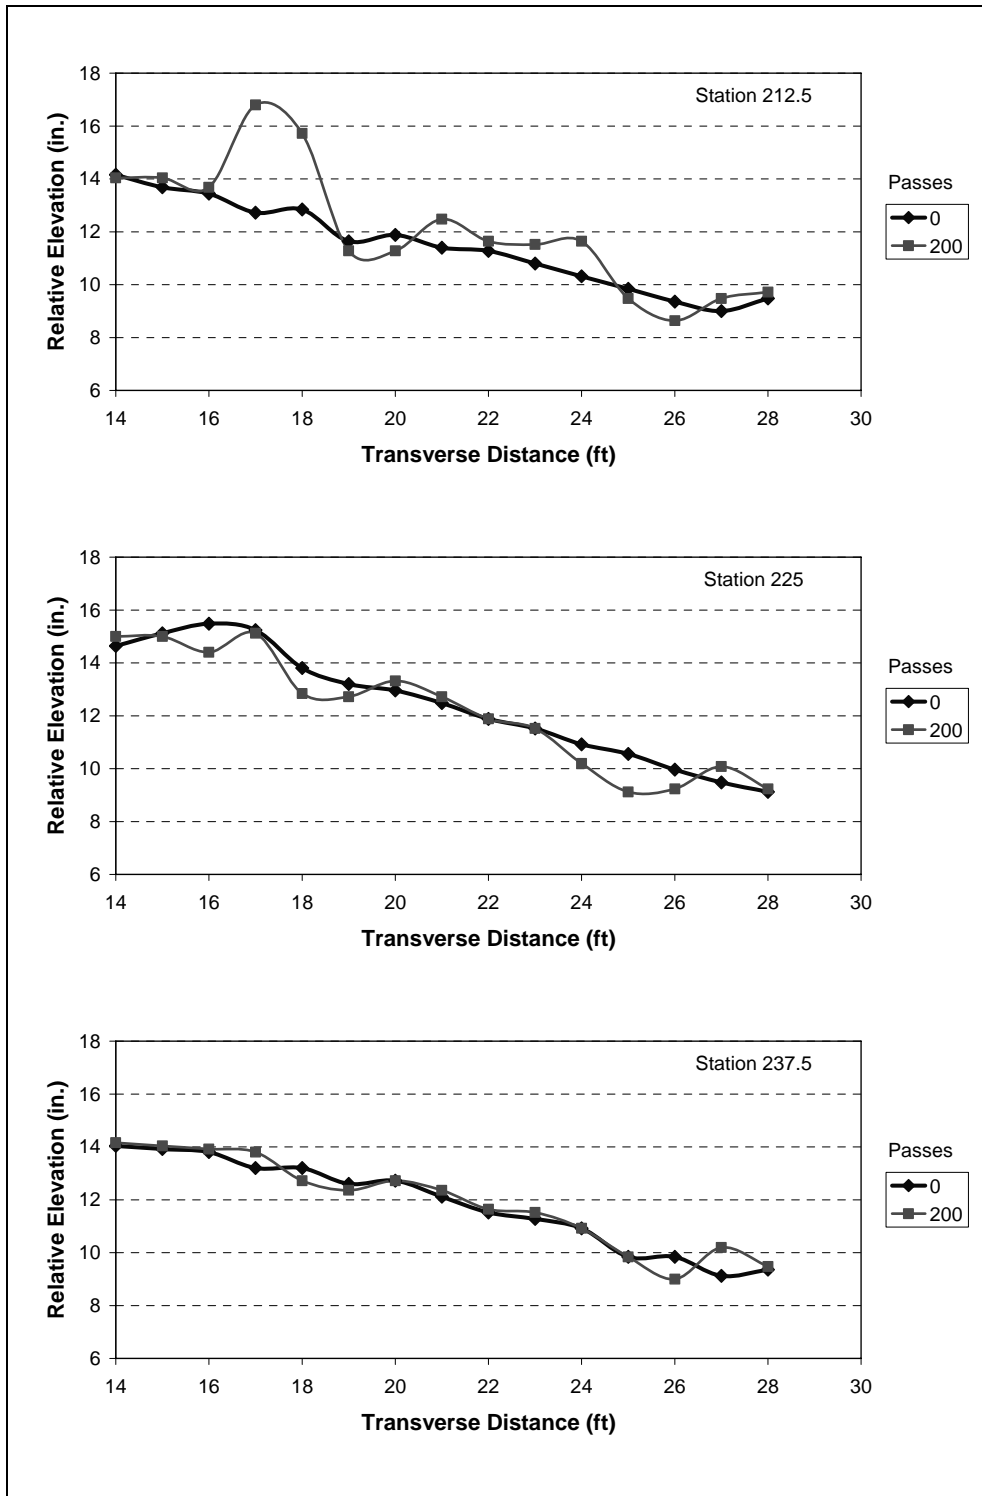 Station 212.5
Relative Elevation (in.)
18
16
14
12
10
8
6
14 16 18 20 22 24 26 28 30
Transverse Distance (ft)
Passes
0
200
Station 225
Relative Elevation (in.)
18
16
14
12
10
8
6
14 16 18 20 22 24 26 28 30
Transverse Distance (ft)
Passes
0
200
Station 237.5
Relative Elevation (in.)
18
16
14
12
10
8
6
14 16 18 20 22 24 26 28 30
Transverse Distance (ft)
Passes
0
200